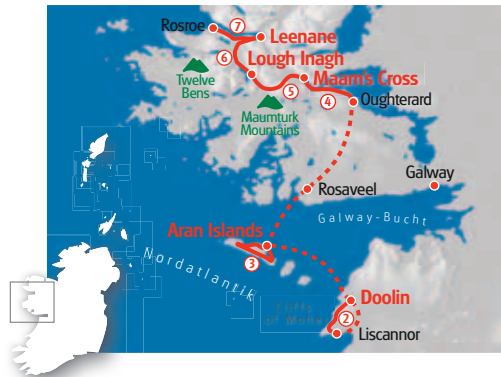 Rosroe
7
Leenane
6
Lough Inagh
Twelve
Bens
5
Maam's Cross
4
Maumturk
Mountains
Oughterard
Rosaveel
Galway
Galway-Bucht
Aran Islands
3
Nordatlantik
Doolin
Cliffs
of Moher
2
Liscannor